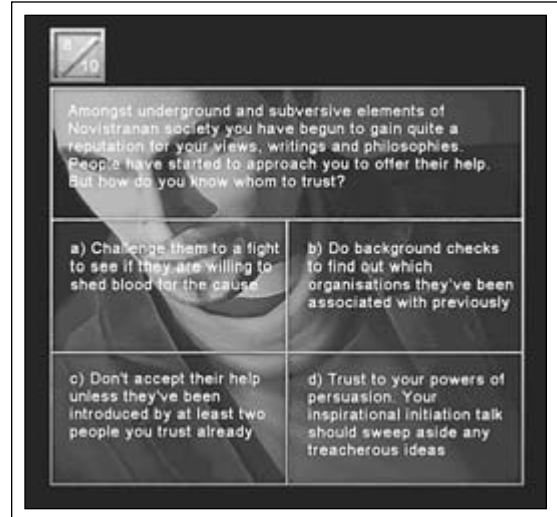 8
10
Amongst underground and subversive elements of
Novistranan society you have begun to gain quite a
reputation for your views, writings and philosophies.
People have started to approach you to offer their help.
But how do you know whom to trust?
a) Challenge them to a fight
to see if they are willing to
shed blood for the cause
b) Do background checks
to find out which
organisations they've been
associated with previously
c) Don't accept their help
unless they've been
introduced by at least two
people you trust already
d) Trust to your powers of
persuasion. Your
inspirational initiation talk
should sweep aside any
treacherous ideas